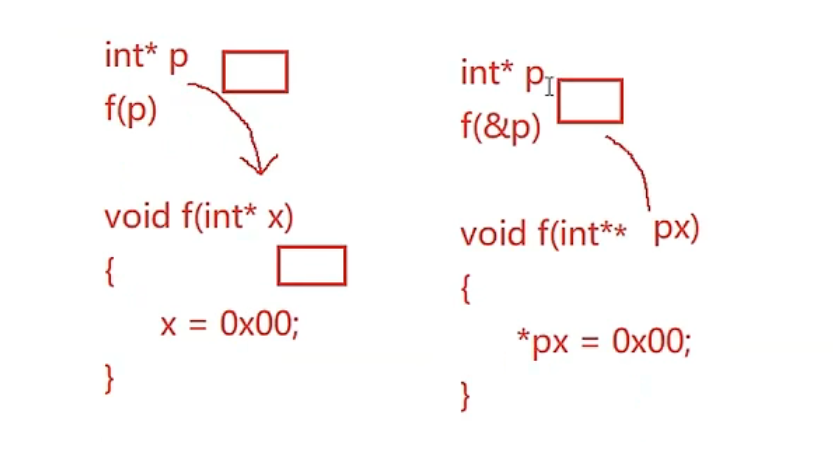 int* p
f(p)
void f(int* x)
{
x = 0x00;
}
int* p
f(&p)
void f(int** px)
{
*px = 0x00;
}